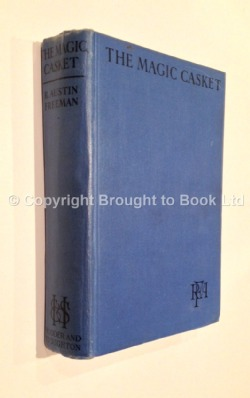 THE MAGIC CASKET
THE MAGIC
CASKET
R. AUSTIN
FREEMAN
© Copyright Brought to Book Ltd
HODDER AND
STOUGHTON